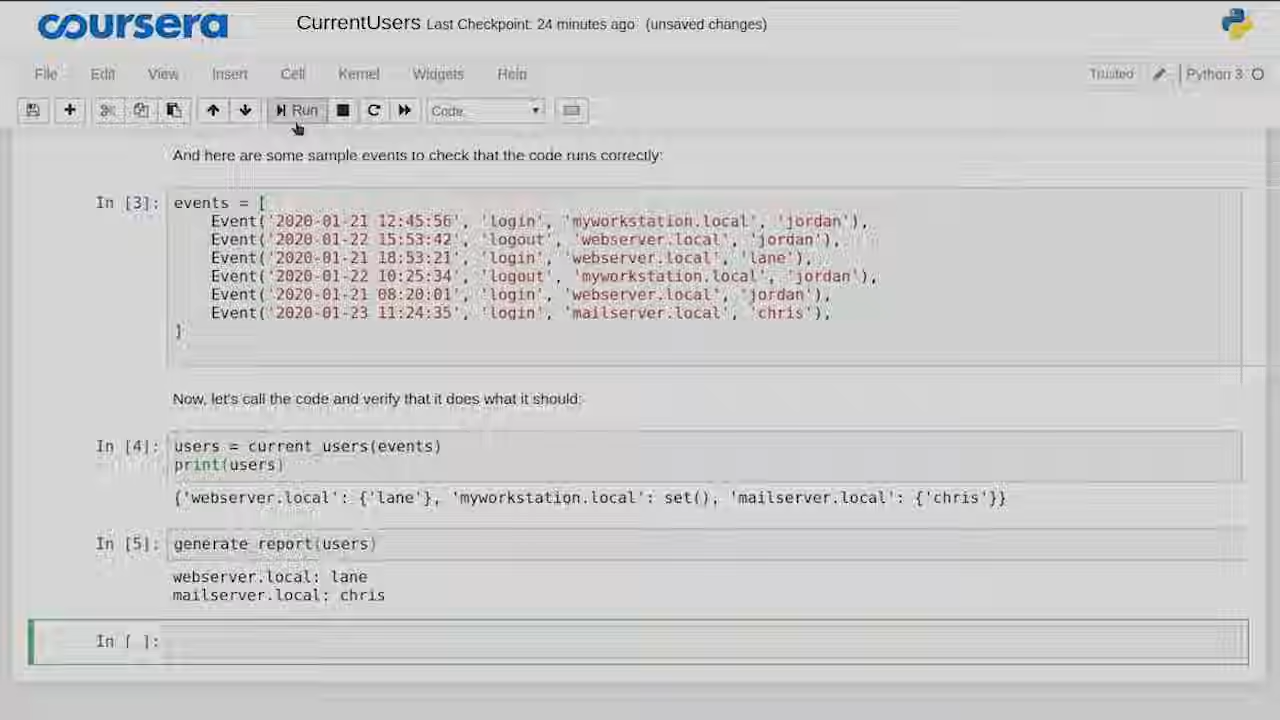 coursera CurrentUsers Last Checkpoint: 24 minutes ago (unsaved changes)
File Edit View Insert Cell Kernel Widgets Help Trusted Python 3
Run Code
And here are some sample events to check that the code runs correctly:
In [3]: events = [
Event('2020-01-21 12:45:56', 'login', 'myworkstation.local', 'jordan'),
Event('2020-01-22 15:53:42', 'logout', 'webserver.local', 'jordan'),
Event('2020-01-21 18:53:21', 'login', 'webserver.local', 'lane'),
Event('2020-01-22 10:25:34', 'logout', 'myworkstation.local', 'jordan'),
Event('2020-01-21 08:20:01', 'login', 'webserver.local', 'jordan'),
Event('2020-01-23 11:24:35', 'login', 'mailserver.local', 'chris'),
]
Now, let's call the code and verify that it does what it should:
In [4]: users = current_users(events)
print(users)
{'webserver.local': {'lane'}, 'myworkstation.local': set(), 'mailserver.local': {'chris'}}
In [5]: generate_report(users)
webserver.local: lane
mailserver.local: chris
In [ ]: